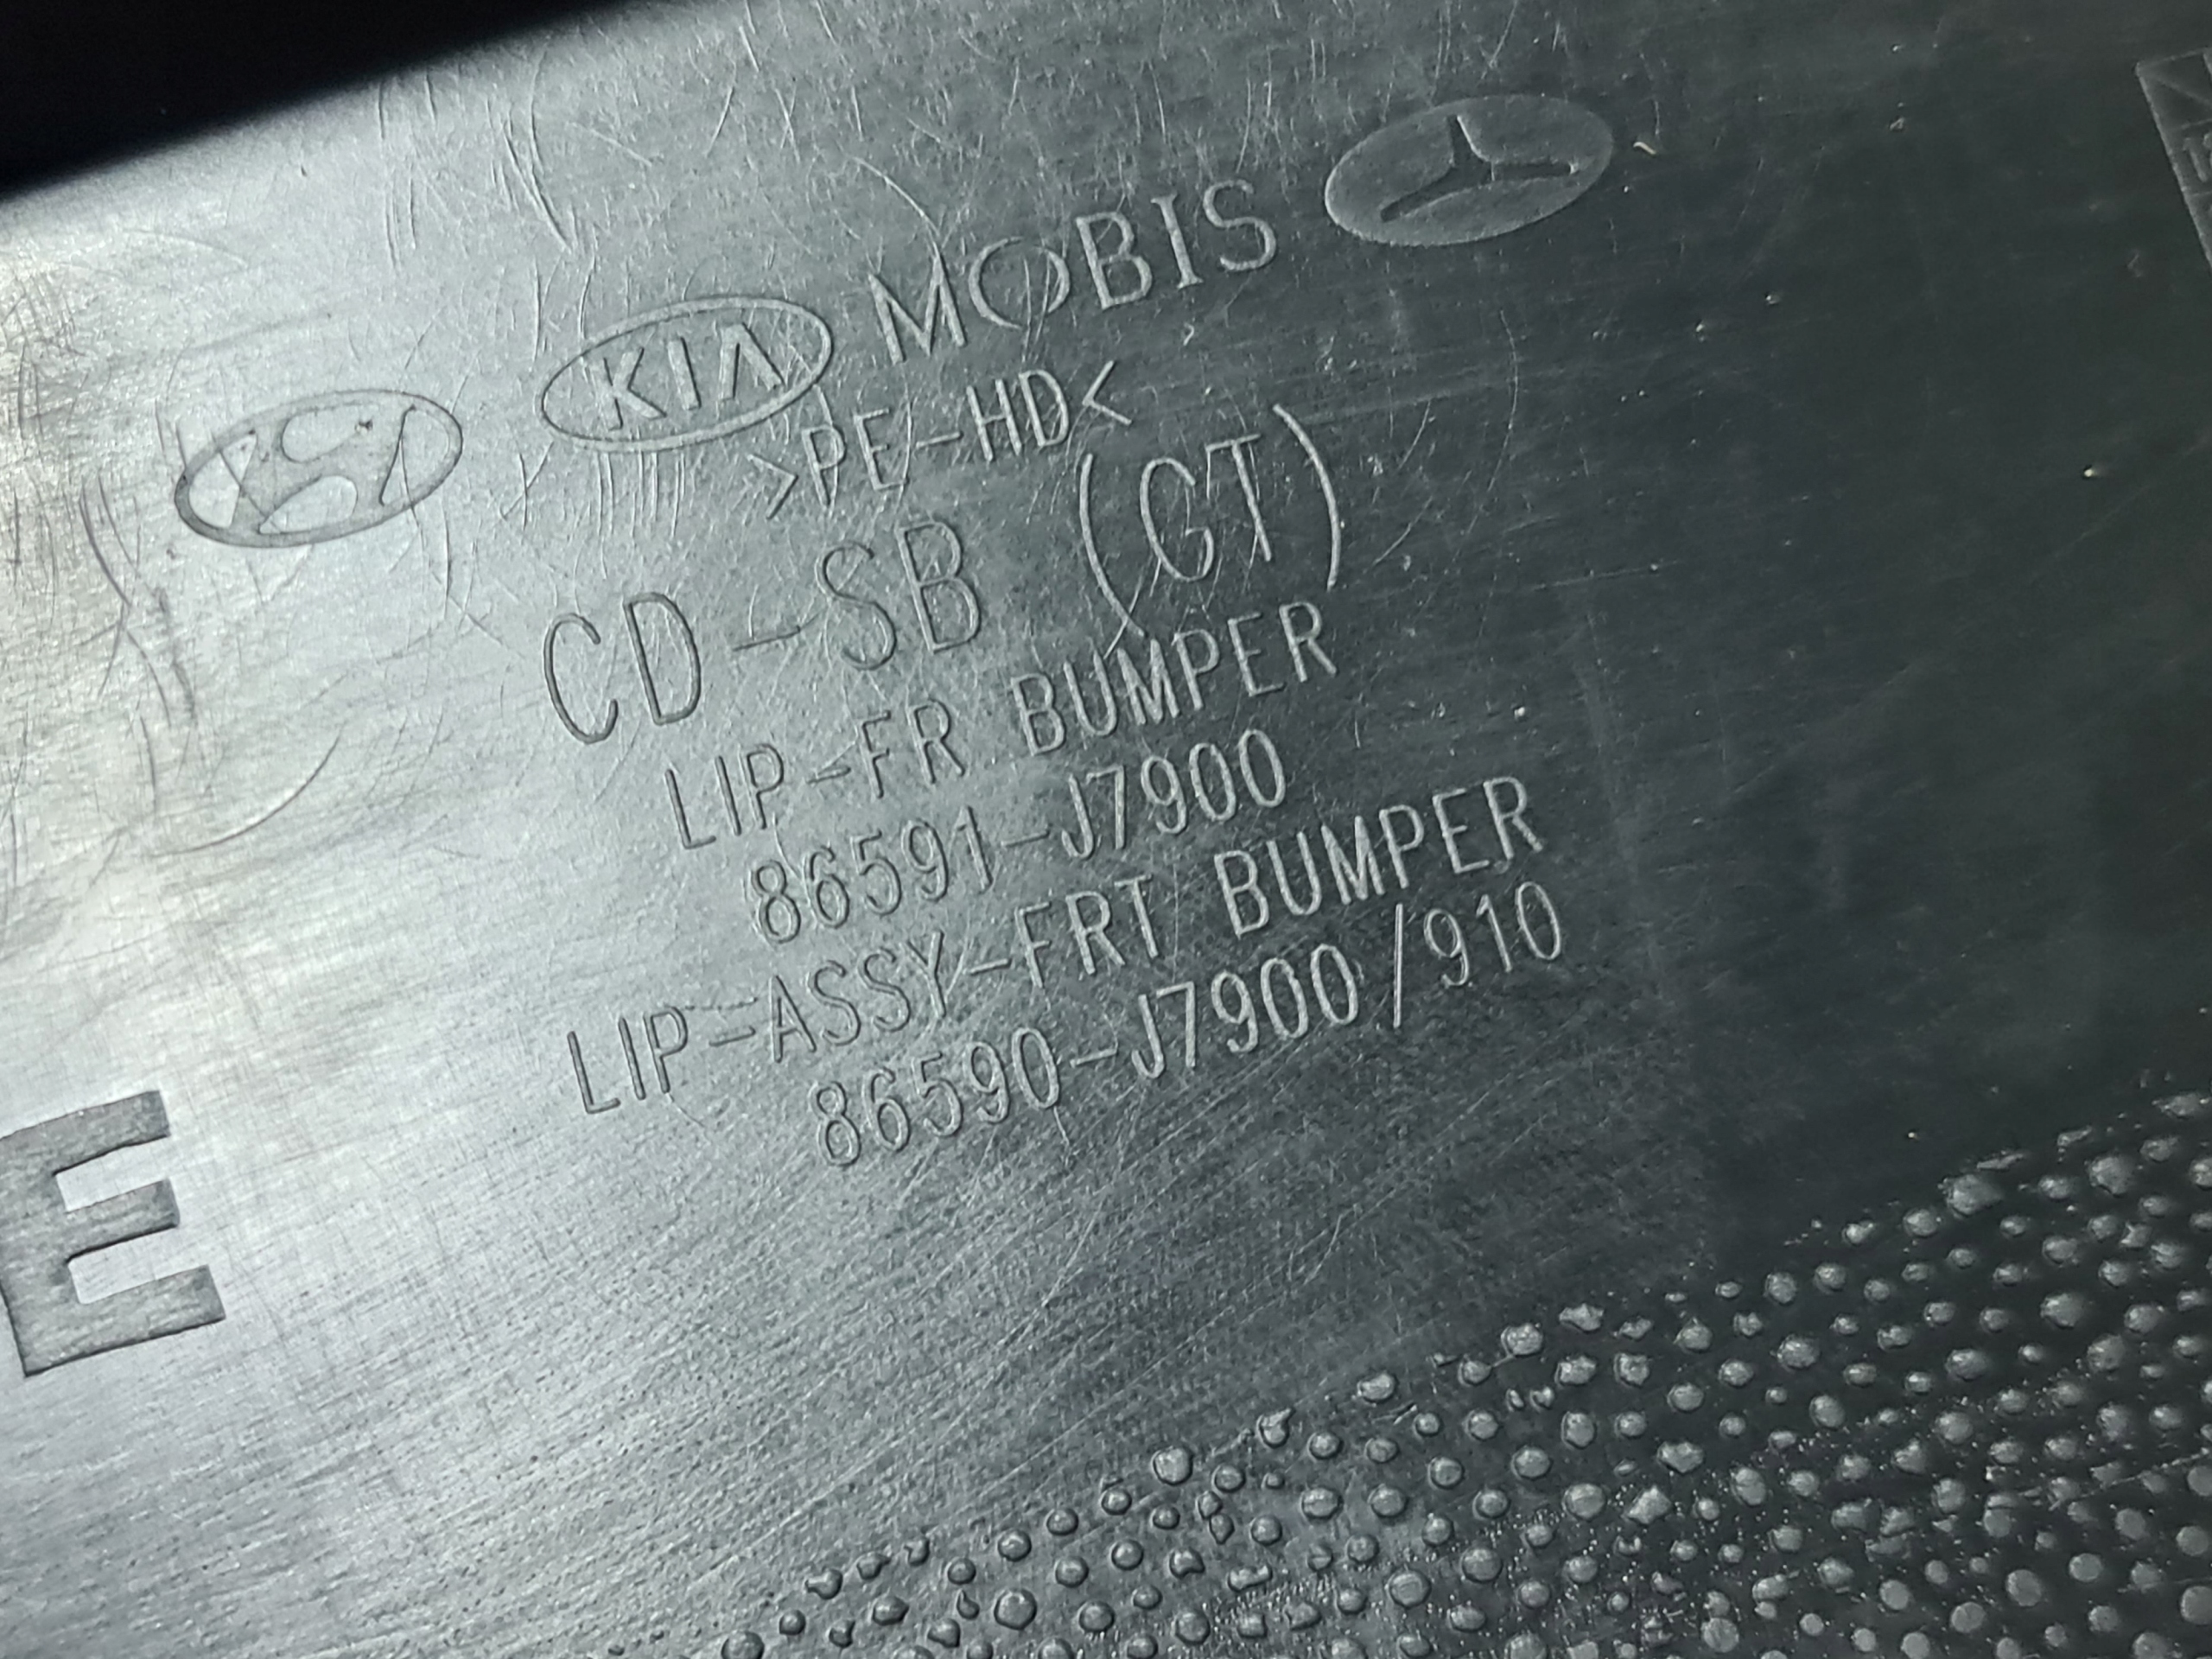 KIA MOBIS
>PE-HD<
CD-SB (GT)
LIP-FR BUMPER
86591-J7900
LIP-ASSY-FRT BUMPER
86590-J7900/910
E